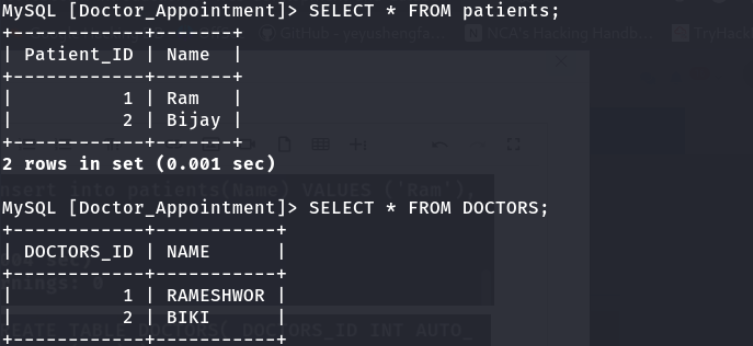 MySQL [Doctor_Appointment]> SELECT * FROM patients;
+------------+-------+
| Patient_ID | Name  |
+------------+-------+
|          1 | Ram   |
|          2 | Bijay |
+------------+-------+
2 rows in set (0.001 sec)
MySQL [Doctor_Appointment]> SELECT * FROM DOCTORS;
+------------+-----------+
| DOCTORS_ID | NAME      |
+------------+-----------+
|          1 | RAMESHWOR |
|          2 | BIKI      |
+------------+-----------+